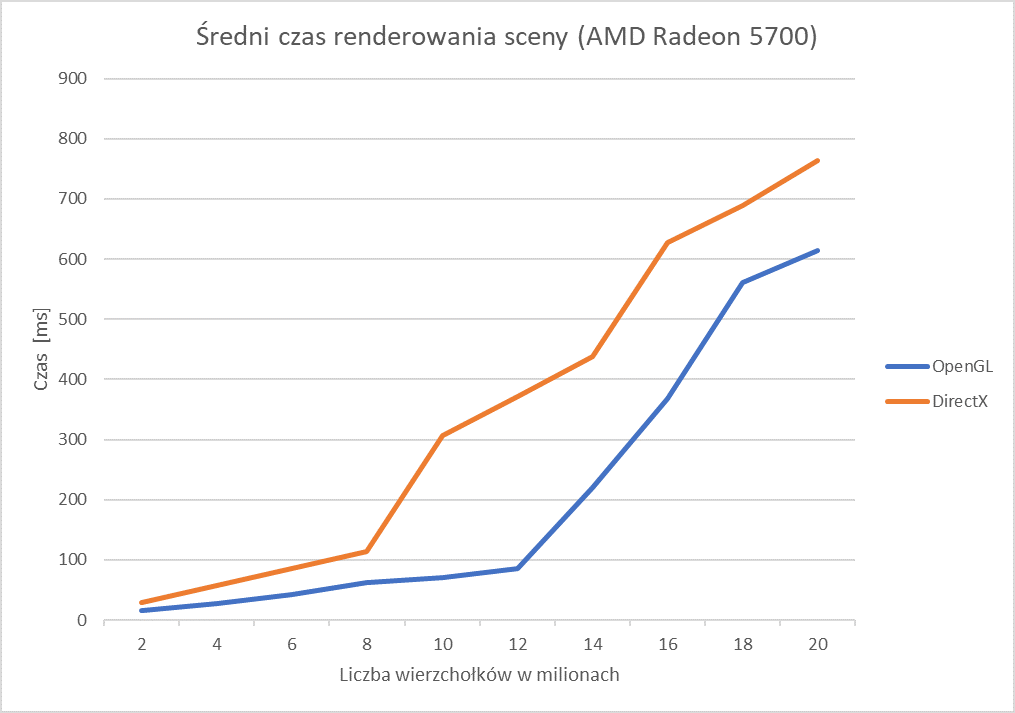 Średni czas renderowania sceny (AMD Radeon 5700)
900
800
700
600
500
400
300
200
100
0
Czas [ms]
2 4 6 8 10 12 14 16 18 20
Liczba wierzchołków w milionach
OpenGL
DirectX